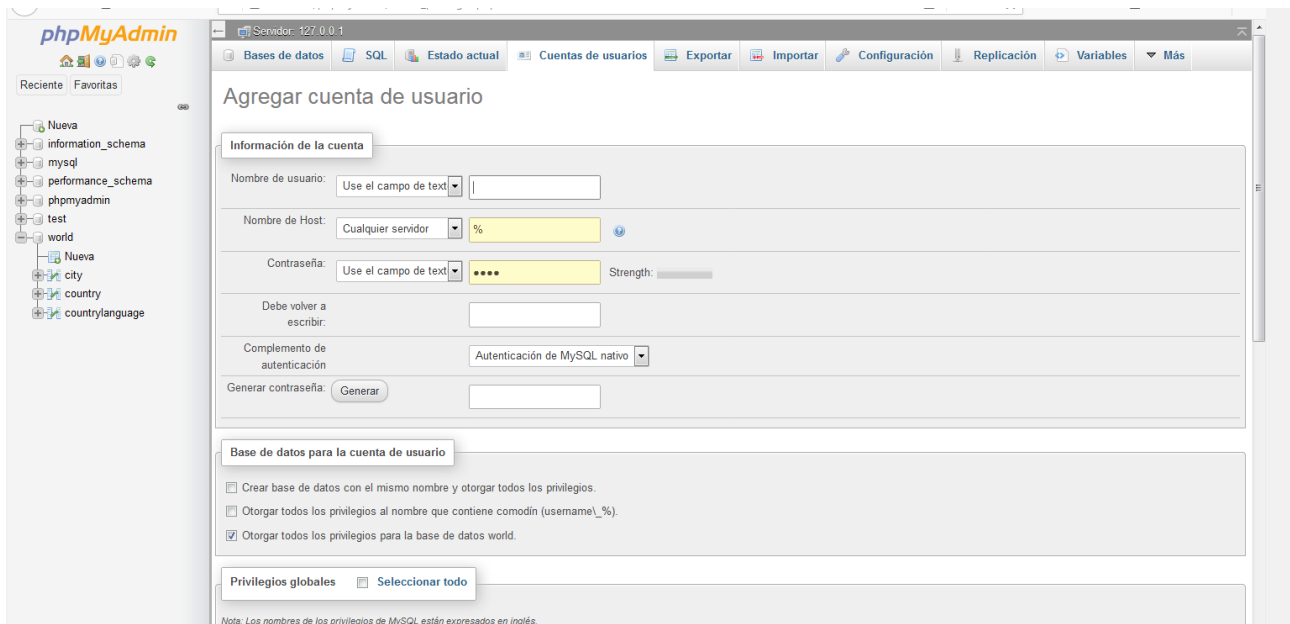 phpMyAdmin
Reciente Favoritas
Nueva
information_schema
mysql
performance_schema
phpmyadmin
test
world
Nueva
city
country
countrylanguage
Servidor: 127.0.0.1
Bases de datos SQL Estado actual Cuentas de usuarios Exportar Importar Configuración Replicación Variables Más
Agregar cuenta de usuario
Información de la cuenta
Nombre de usuario: Use el campo de text
Nombre de Host: Cualquier servidor %
Contraseña: Use el campo de text •••• Strength:
Debe volver a
escribir:
Complemento de
autenticación
Autenticación de MySQL nativo
Generar contraseña: Generar
Base de datos para la cuenta de usuario
Crear base de datos con el mismo nombre y otorgar todos los privilegios.
Otorgar todos los privilegios al nombre que contiene comodín (username\_%).
Otorgar todos los privilegios para la base de datos world.
Privilegios globales Seleccionar todo
Nota: Los nombres de los privilegios de MySQL están expresados en inglés.